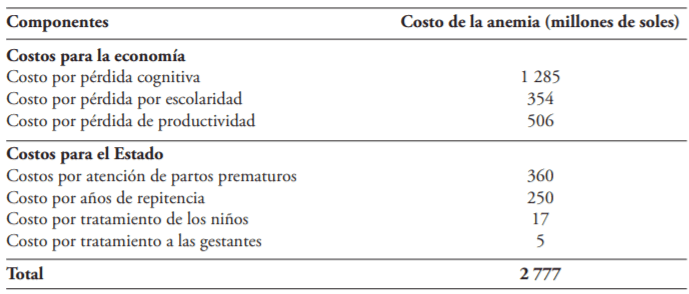 Componentes Costo de la anemia (millones de soles)
Costos para la economía
Costo por pérdida cognitiva 1 285
Costo por pérdida por escolaridad 354
Costo por pérdida de productividad 506
Costos para el Estado
Costos por atención de partos prematuros 360
Costo por años de repitencia 250
Costo por tratamiento de los niños 17
Costo por tratamiento a las gestantes 5
Total 2 777